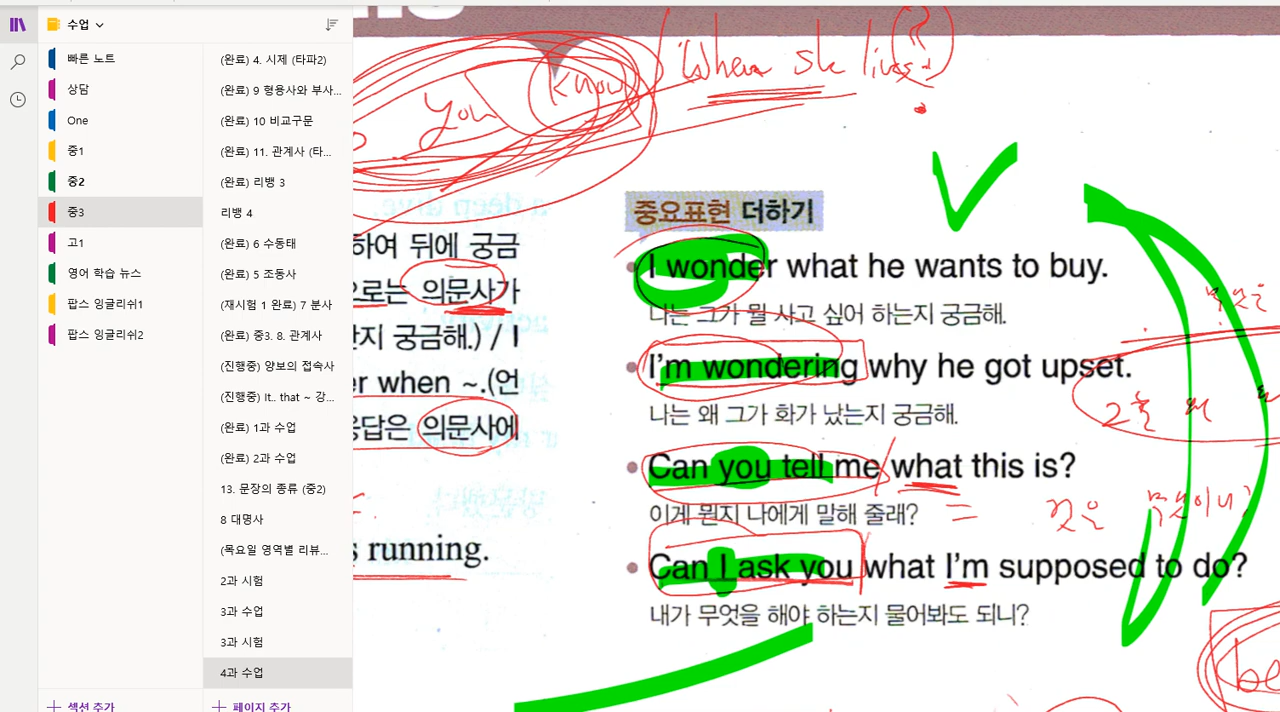 수업
빠른 노트
상담
One
중1
중2
중3
고1
영어 학습 뉴스
팝스 잉글리쉬1
팝스 잉글리쉬2
섹션 추가
(완료) 4. 시제 (타파2)
(완료) 9 형용사와 부사...
(완료) 10 비교구문
(완료) 11. 관계사 (타...
(완료) 리뱅 3
리뱅 4
(완료) 6 수동태
(완료) 5 조동사
(재시험 1 완료) 7 분사
(완료) 중3. 8. 관계사
(진행중) 양보의 접속사
(진행중) It.. that ~ 강...
(완료) 1과 수업
(완료) 2과 수업
13. 문장의 종류 (중2)
8 대명사
(목요일 영역별 리뷰...
2과 시험
3과 수업
3과 시험
4과 수업
페이지 추가
you know where she lives?
하여 뒤에 궁금
으로는 의문사가
지 궁금해.) / I
er when ~.(언
응답은 의문사에
s running.
중요표현 더하기
I wonder what he wants to buy.
나는 그가 뭘 사고 싶어 하는지 궁금해.
I'm wondering why he got upset.
나는 왜 그가 화가 났는지 궁금해.
Can you tell me what this is?
이게 뭔지 나에게 말해 줄래?
= 것은 무엇이니?
Can I ask you what I'm supposed to do?
내가 무엇을 해야 하는지 물어봐도 되니?
be